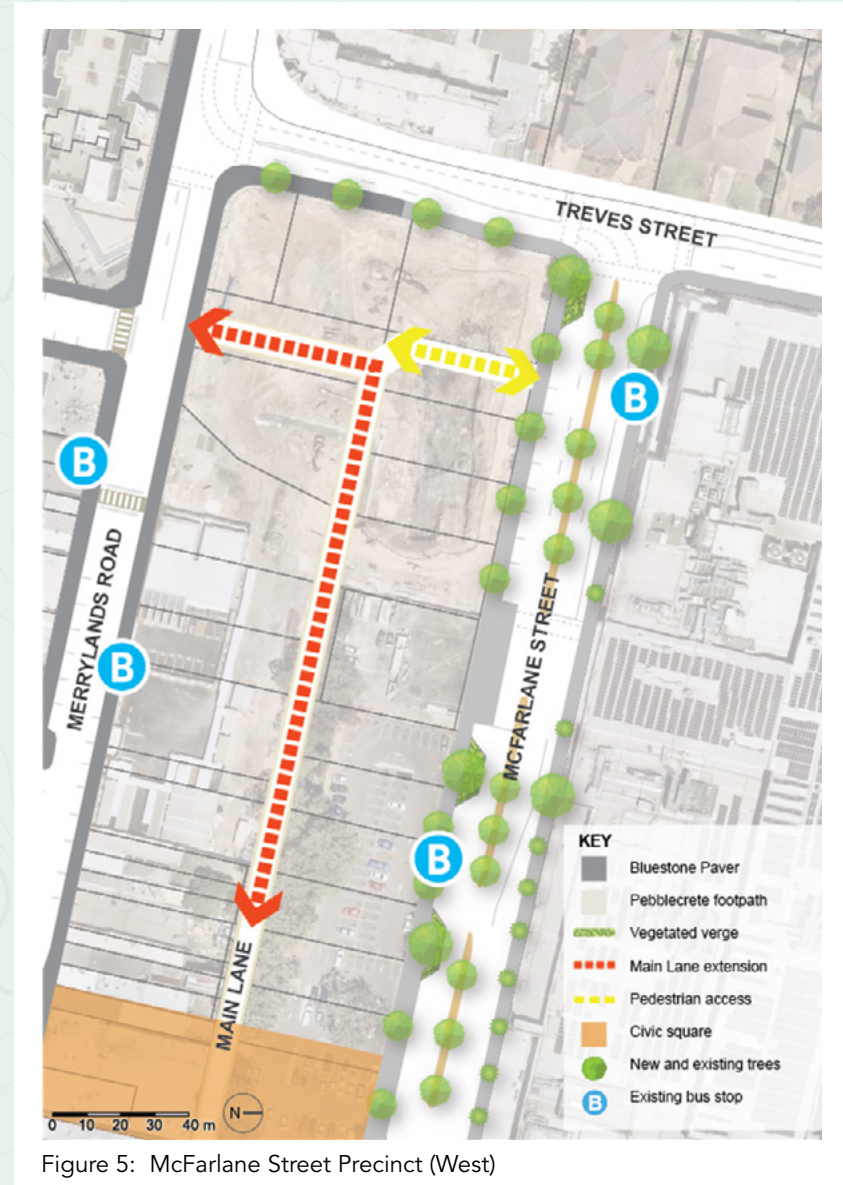 TREVES STREET
B
B
MERRYLANDS ROAD
B
MCFARLANE STREET
B
MAIN LANE
KEY
Bluestone Paver
Pebblecrete footpath
Vegetated verge
Main Lane extension
Pedestrian access
Civic square
New and existing trees
B Existing bus stop
0 10 20 30 40 m
N
Figure 5: McFarlane Street Precinct (West)